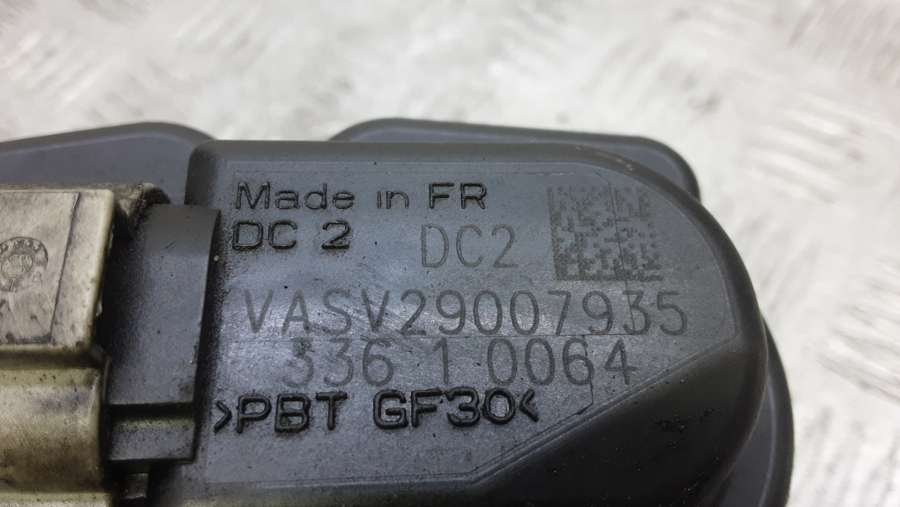 Made in FR
DC 2 DC2
VASV29007935
336 1 0064
>PBT GF30<